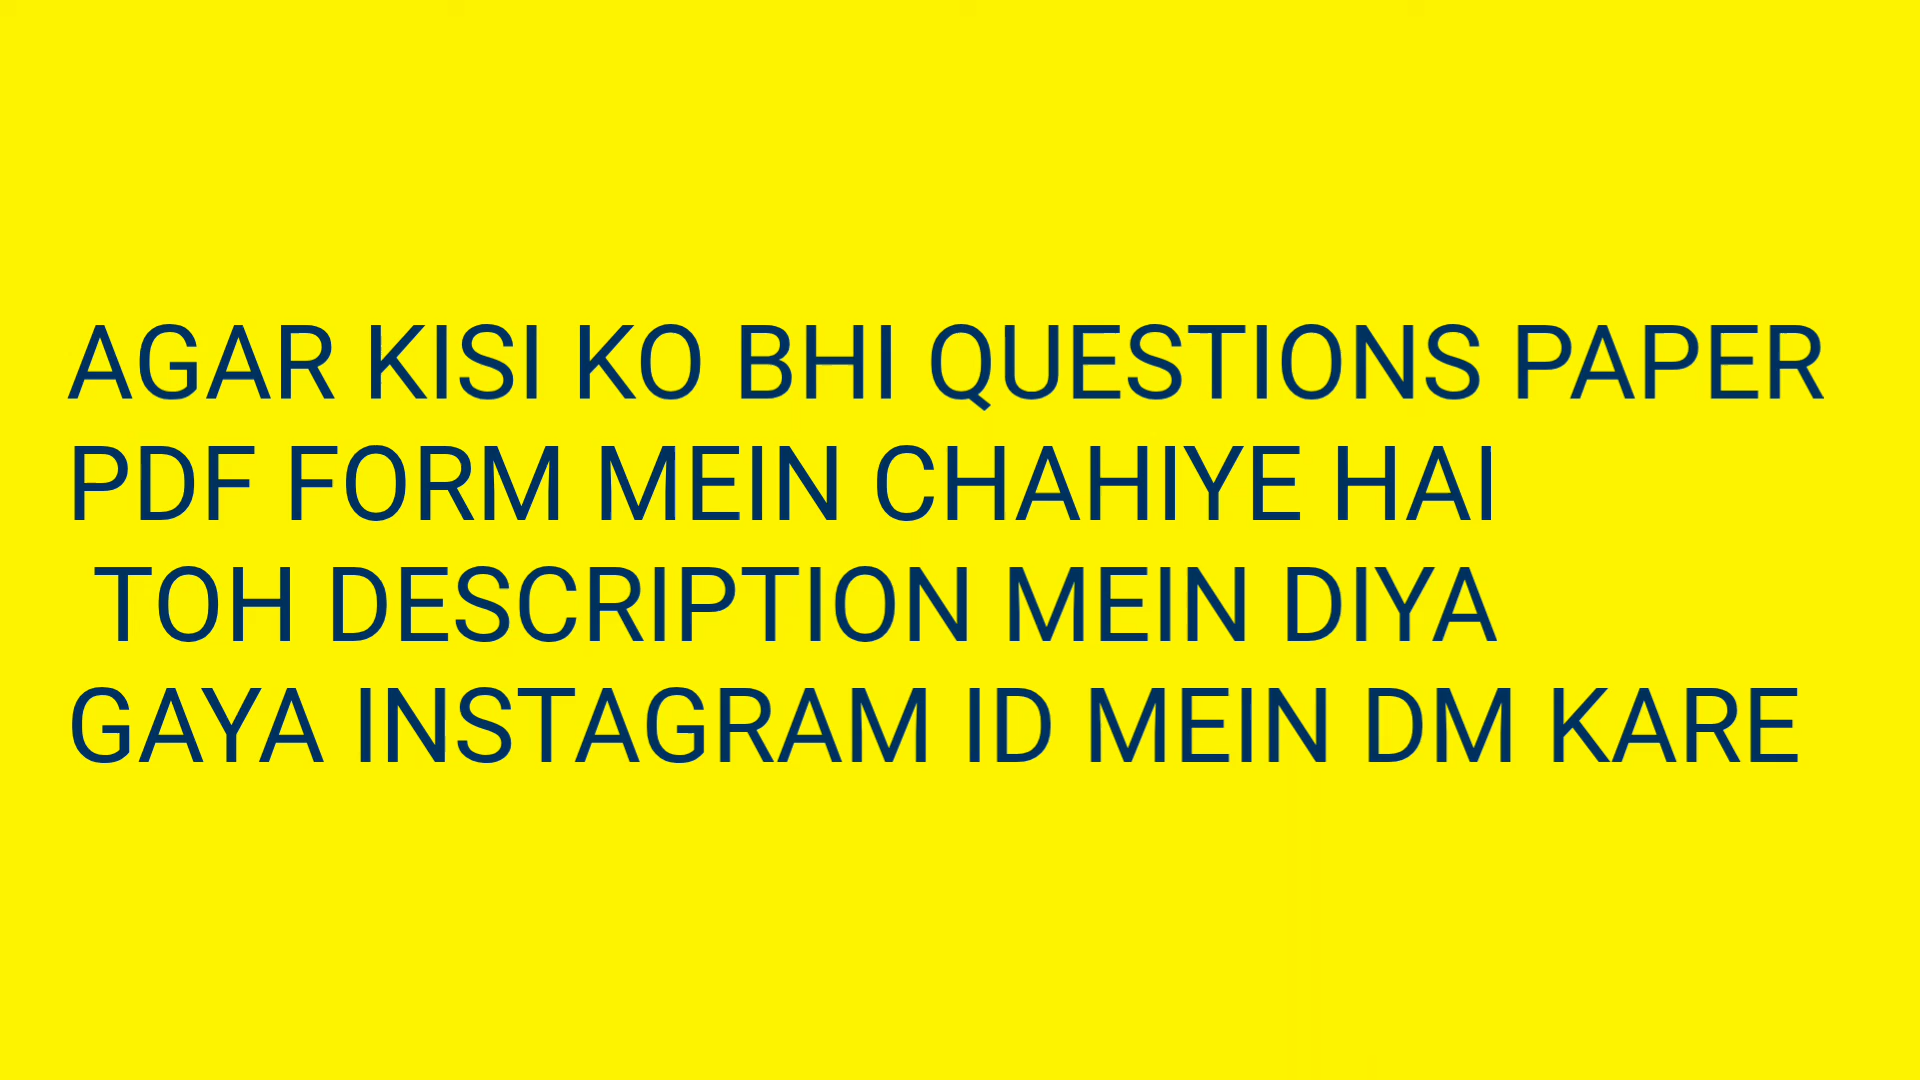 AGAR KISI KO BHI QUESTIONS PAPER
PDF FORM MEIN CHAHIYE HAI
TOH DESCRIPTION MEIN DIYA
GAYA INSTAGRAM ID MEIN DM KARE